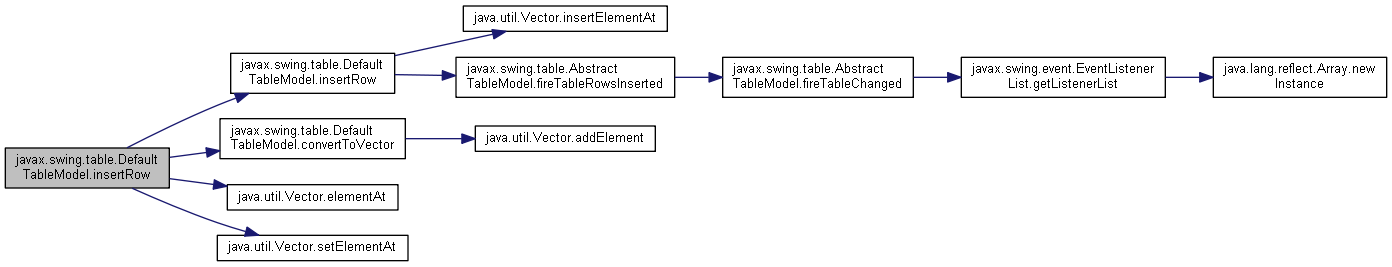 java.util.Vector.insertElementAt
javax.swing.table.Default
TableModel.insertRow
javax.swing.table.Abstract
TableModel.fireTableRowsInserted
javax.swing.table.Abstract
TableModel.fireTableChanged
javax.swing.event.EventListener
List.getListenerList
java.lang.reflect.Array.new
Instance
javax.swing.table.Default
TableModel.convertToVector
java.util.Vector.addElement
javax.swing.table.Default
TableModel.insertRow
java.util.Vector.elementAt
java.util.Vector.setElementAt